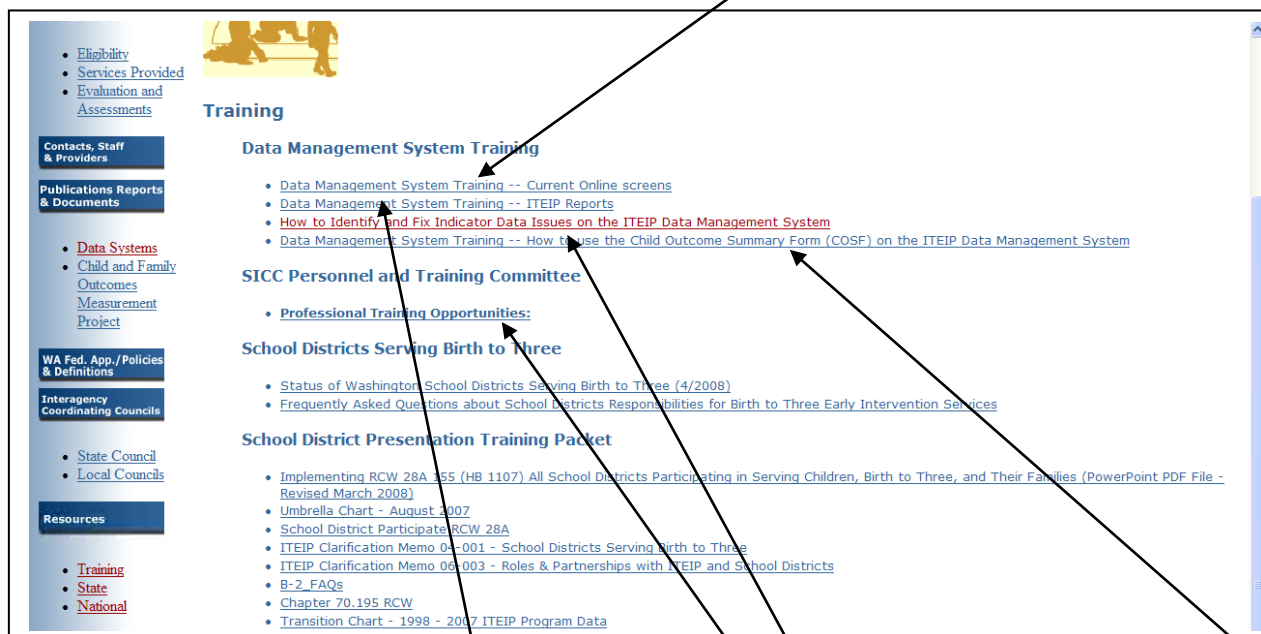 Eligibility
Services Provided
Evaluation and
Assessments
Contacts, Staff
& Providers
Publications Reports
& Documents
Data Systems
Child and Family
Outcomes
Measurement
Project
WA Fed. App./Policies
& Definitions
Interagency
Coordinating Councils
State Council
Local Councils
Resources
Training
State
National
Training
Data Management System Training
Data Management System Training -- Current Online screens
Data Management System Training -- ITEIP Reports
How to Identify and Fix Indicator Data Issues on the ITEIP Data Management System
Data Management System Training -- How to use the Child Outcome Summary Form (COSF) on the ITEIP Data Management System
SICC Personnel and Training Committee
Professional Training Opportunities:
School Districts Serving Birth to Three
Status of Washington School Districts Serving Birth to Three (4/2008)
Frequently Asked Questions about School Districts Responsibilities for Birth to Three Early Intervention Services
School District Presentation Training Packet
Implementing RCW 28A 155 (HB 1107) All School Districts Participating in Serving Children, Birth to Three, and Their Families (PowerPoint PDF File -
Revised March 2008)
Umbrella Chart - August 2007
School District Participate RCW 28A
ITEIP Clarification Memo 04-001 - School Districts Serving Birth to Three
ITEIP Clarification Memo 06-003 - Roles & Partnerships with ITEIP and School Districts
B-2_FAQs
Chapter 70.195 RCW
Transition Chart - 1998 - 2007 ITEIP Program Data